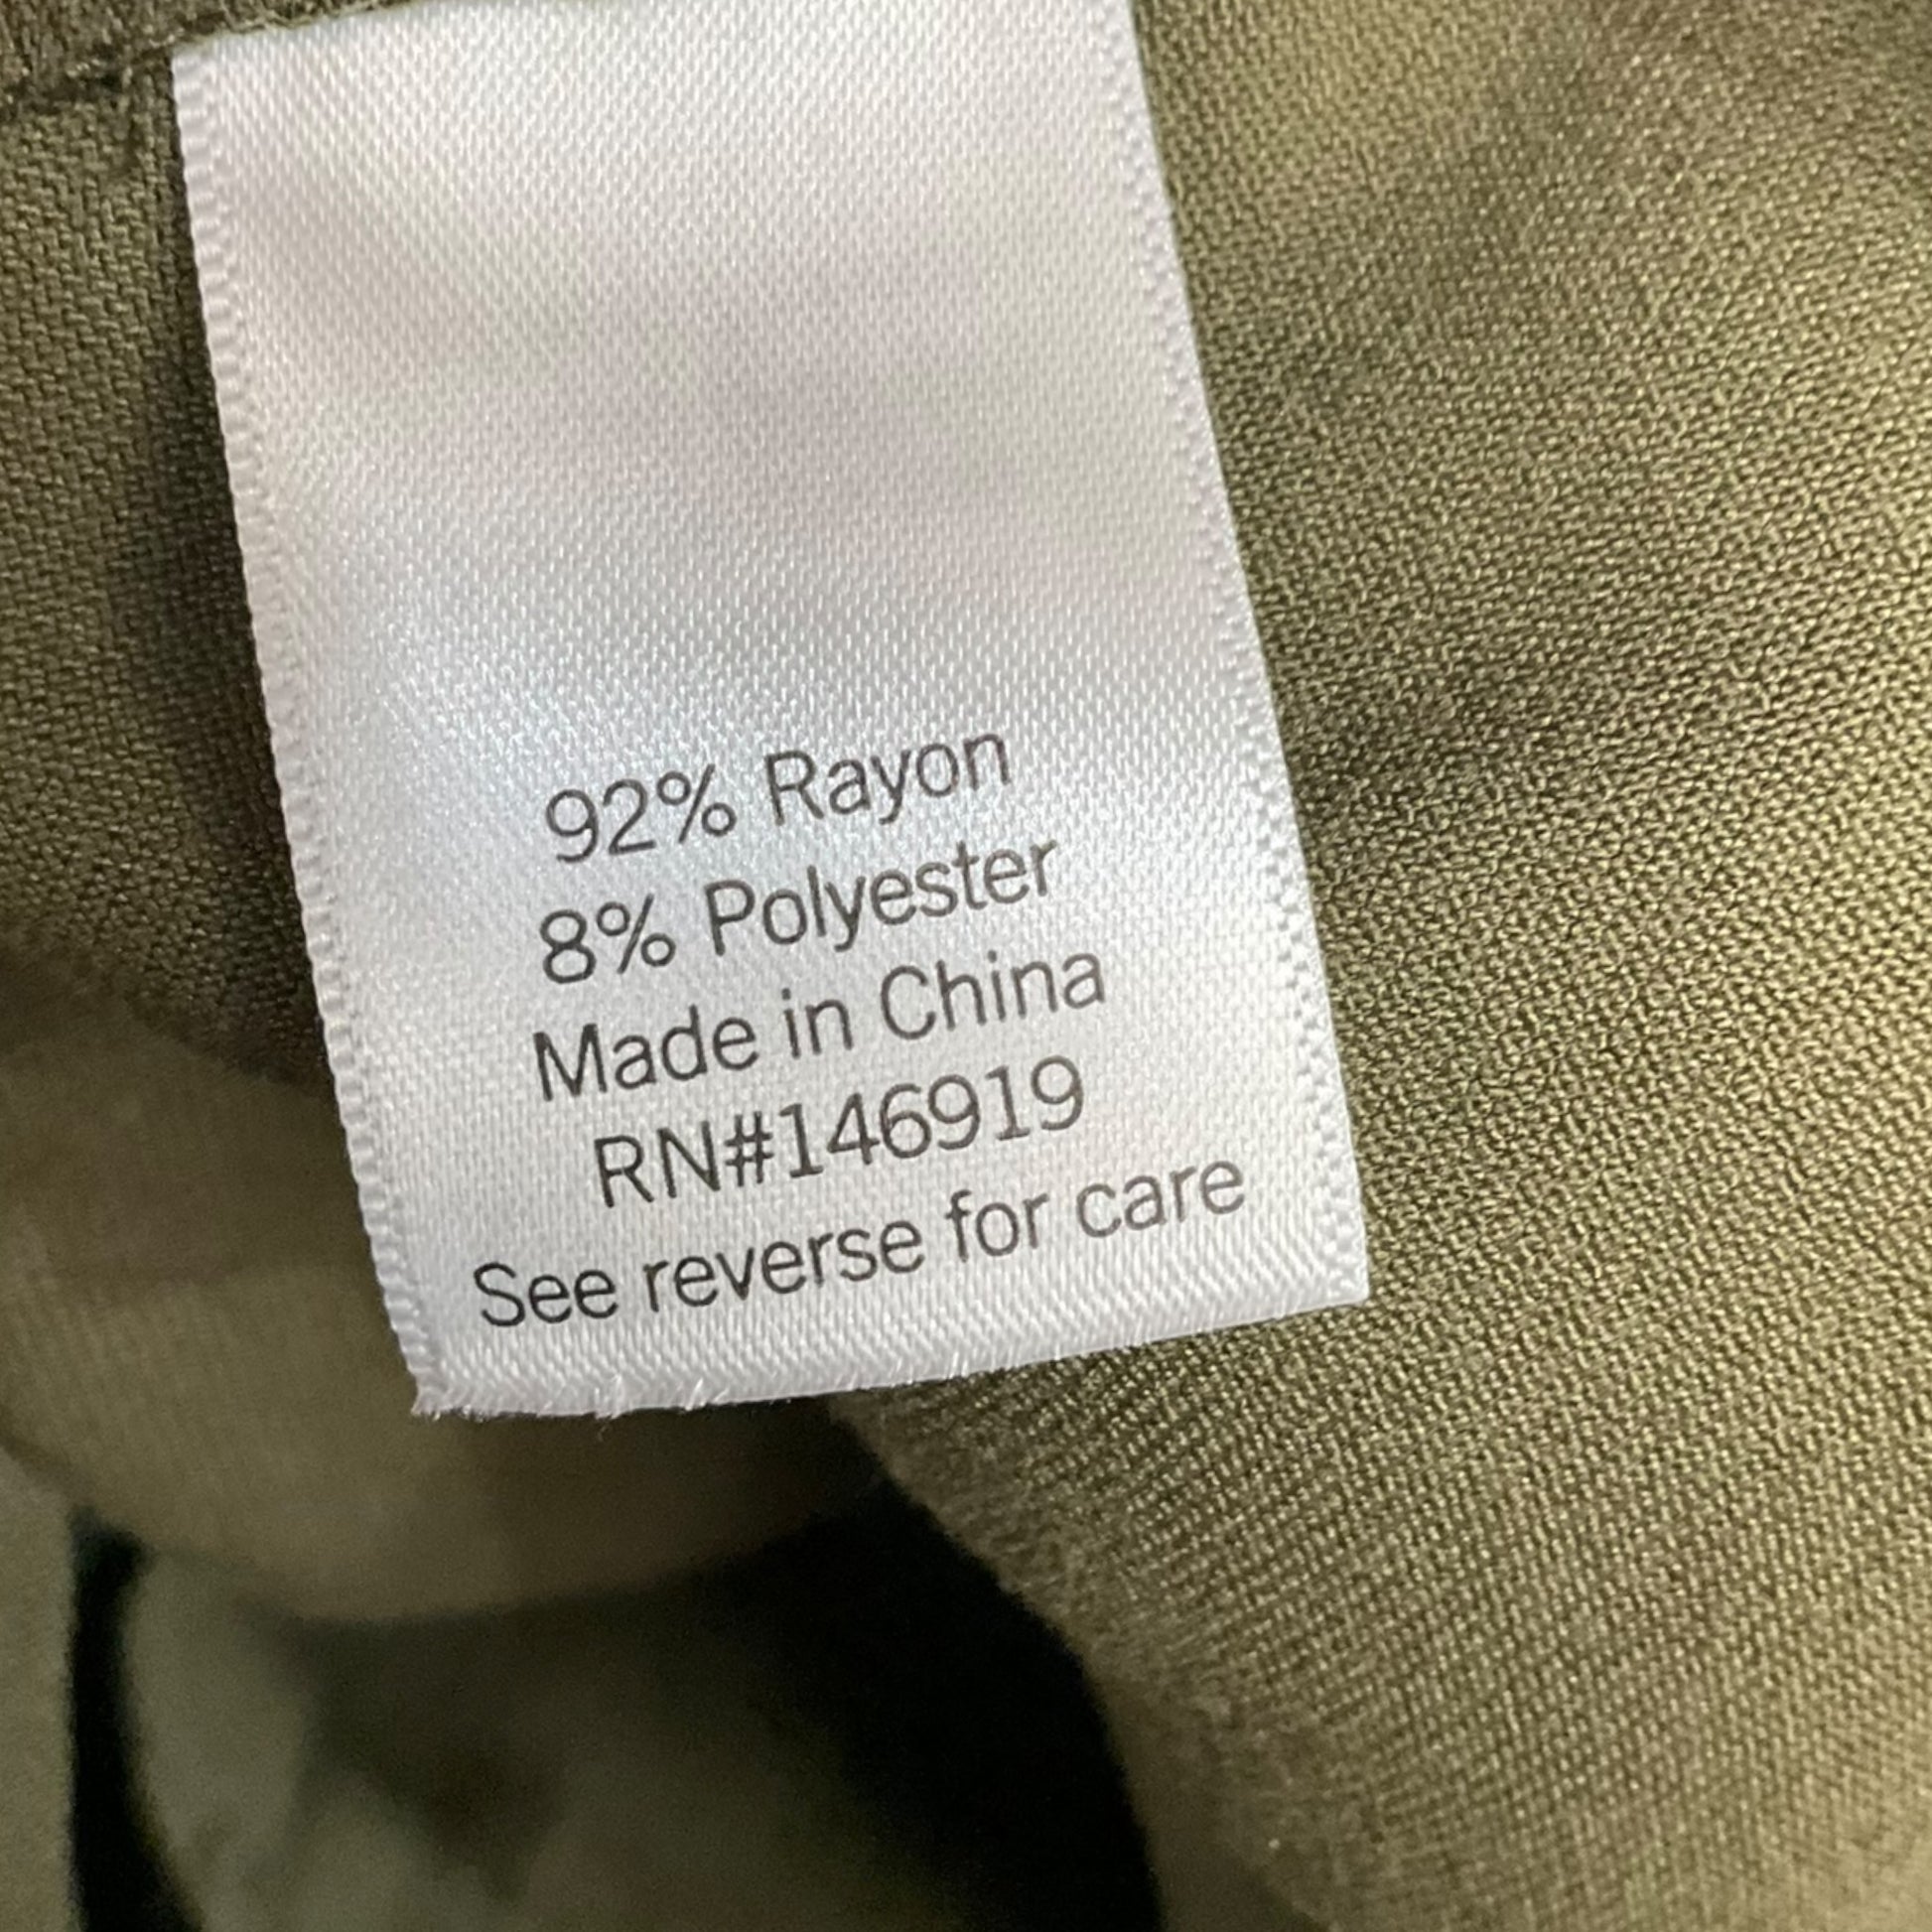 92% Rayon
8% Polyester
Made in China
RN#146919
See reverse for care